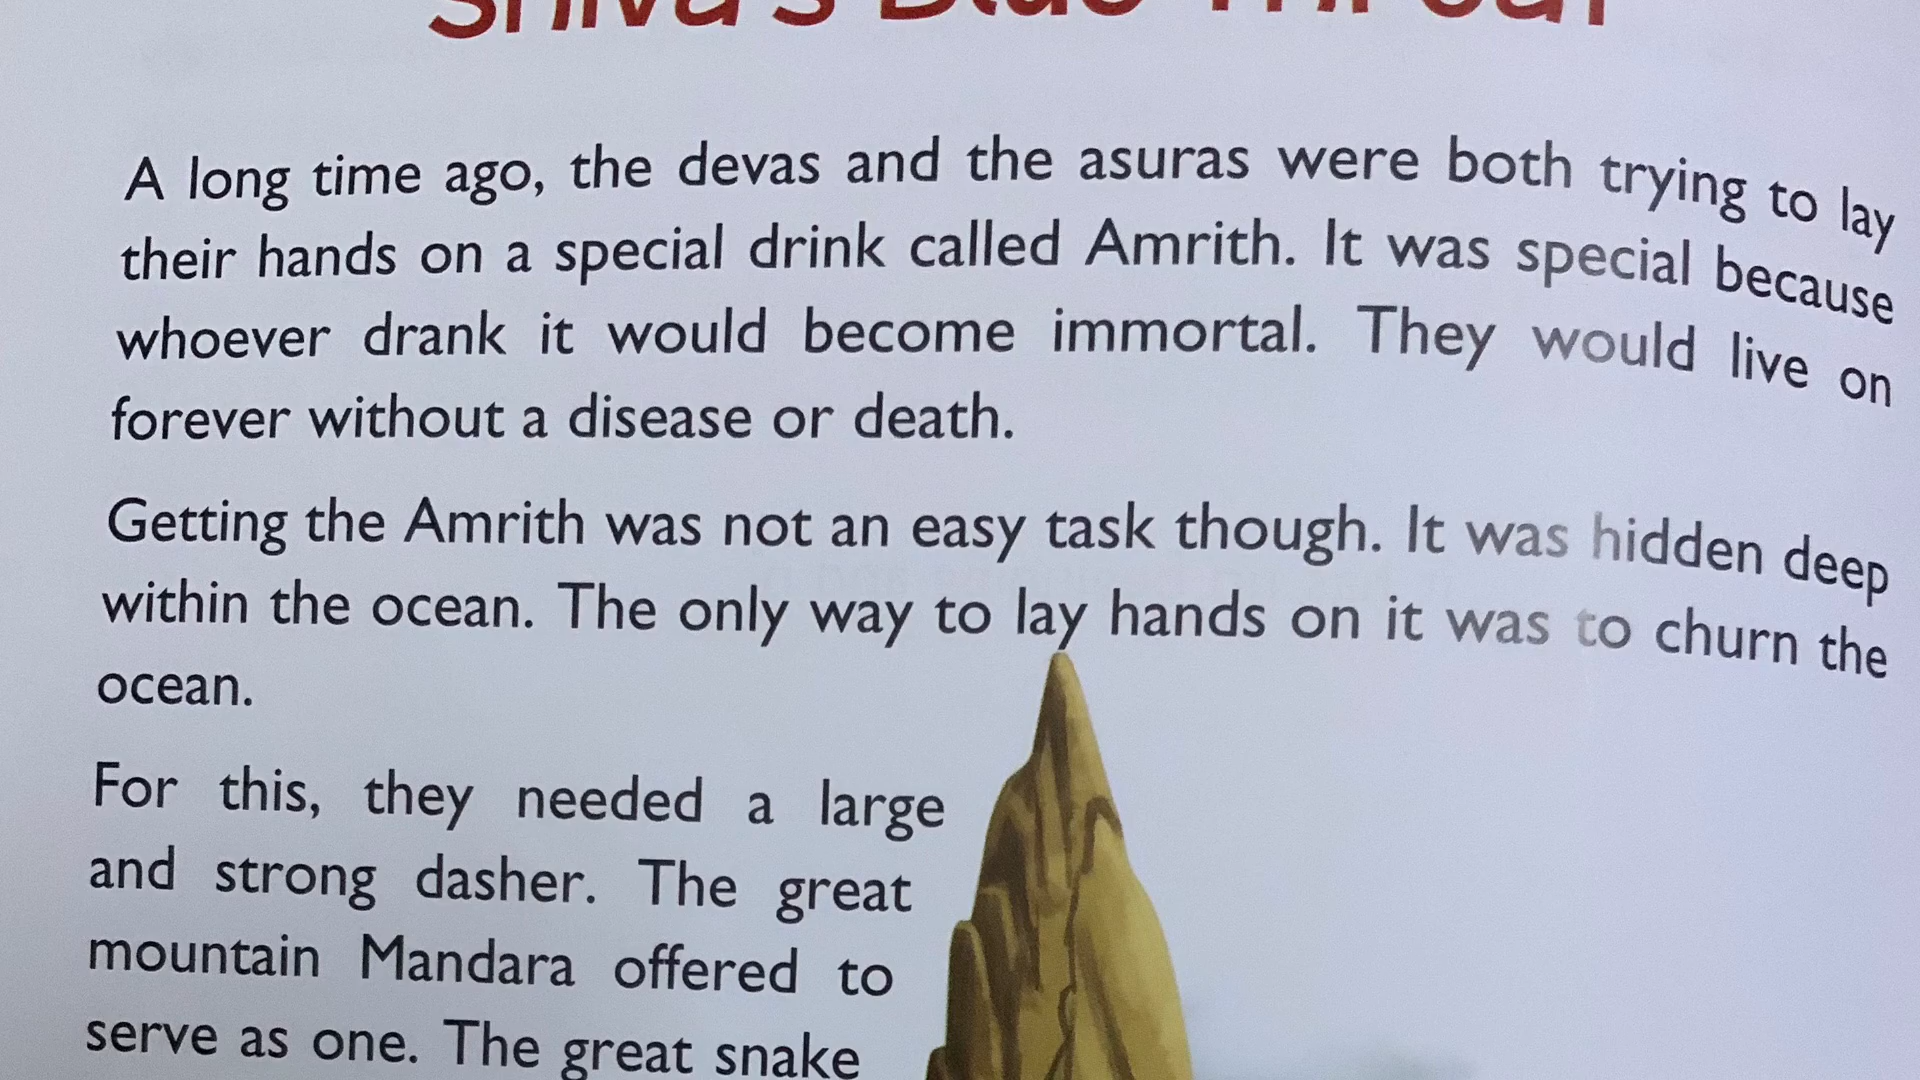 Shiva's Blue Throat
A long time ago, the devas and the asuras were both trying to lay
their hands on a special drink called Amrith. It was special because
whoever drank it would become immortal. They would live on
forever without a disease or death.
Getting the Amrith was not an easy task though. It was hidden deep
within the ocean. The only way to lay hands on it was to churn the
ocean.
For this, they needed a large
and strong dasher. The great
mountain Mandara offered to
serve as one. The great snake